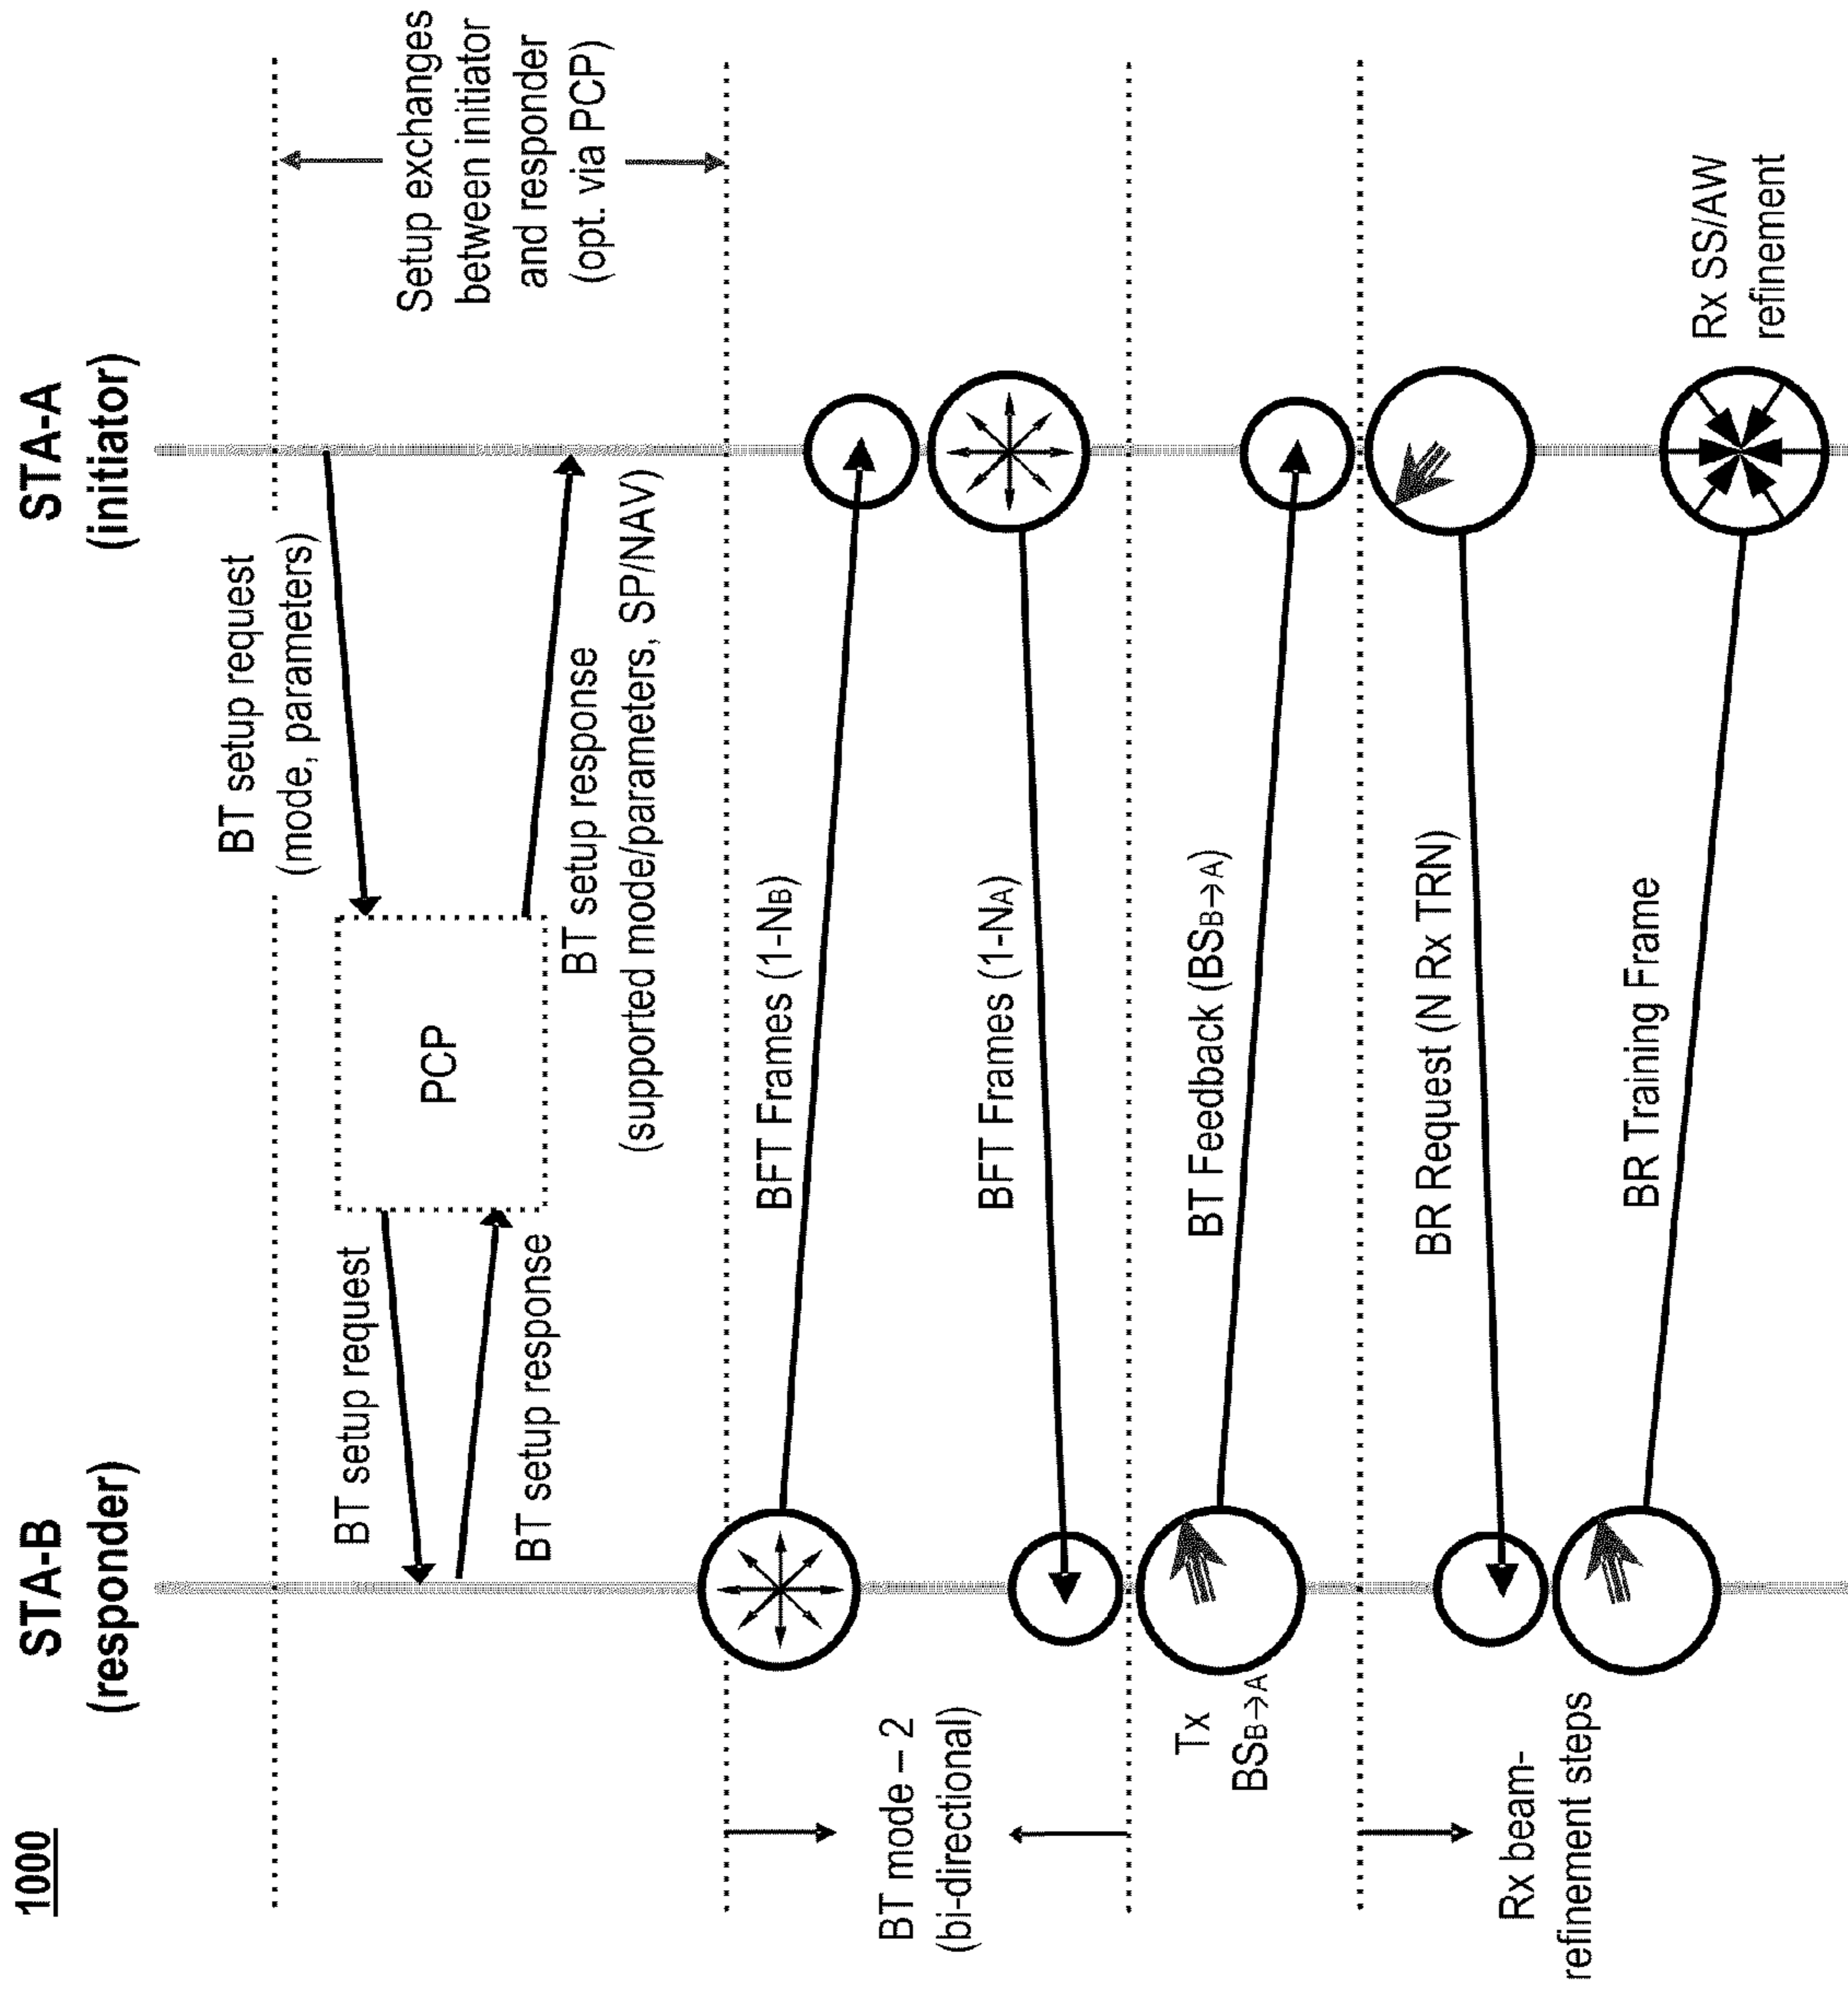 1000
STA-B
(responder)
STA-A
(initiator)
BT setup request
(mode, parameters)
Setup exchanges
between initiator
and responder
(opt. via PCP)
BT setup request
PCP
BT setup response
BT setup response
(supported mode/parameters, SP/NAV)
BFT Frames (1-NB)
BT mode – 2
(bi-directional)
BFT Frames (1-NA)
Tx
BSB→A
BT Feedback (BSB→A)
BR Request (N Rx TRN)
Rx beam-
refinement steps
BR Training Frame
Rx SS/AW
refinement